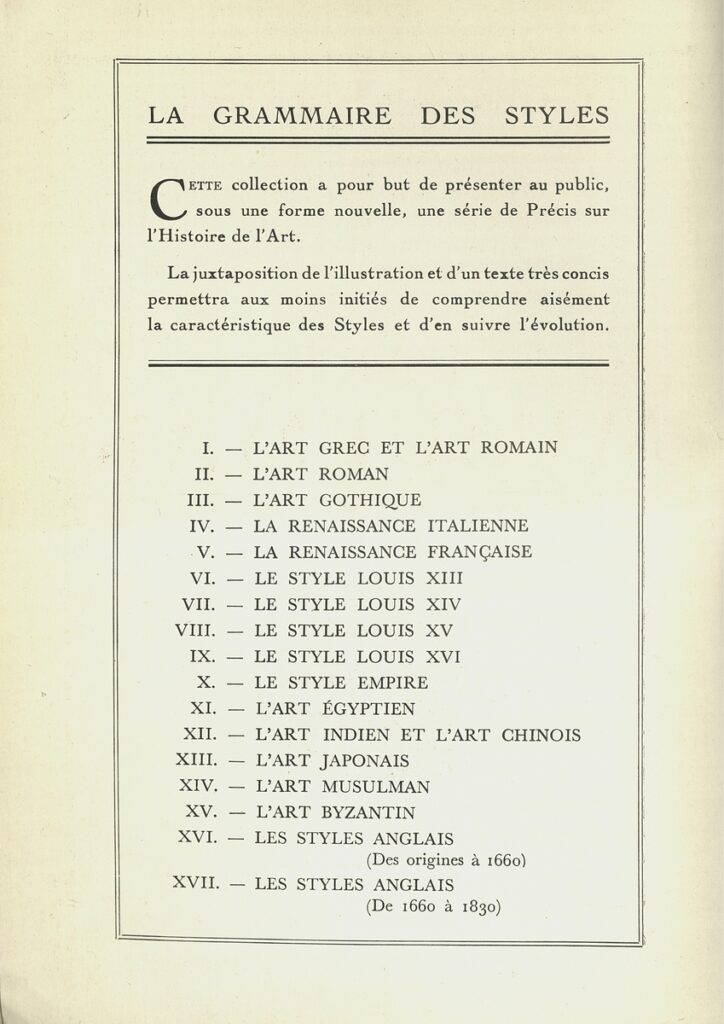 LA GRAMMAIRE DES STYLES
CETTE collection a pour but de présenter au public,
sous une forme nouvelle, une série de Précis sur
l'Histoire de l'Art.
La juxtaposition de l'illustration et d'un texte très concis
permettra aux moins initiés de comprendre aisément
la caractéristique des Styles et d'en suivre l'évolution.
I. — L'ART GREC ET L'ART ROMAIN
II. — L'ART ROMAN
III. — L'ART GOTHIQUE
IV. — LA RENAISSANCE ITALIENNE
V. — LA RENAISSANCE FRANÇAISE
VI. — LE STYLE LOUIS XIII
VII. — LE STYLE LOUIS XIV
VIII. — LE STYLE LOUIS XV
IX. — LE STYLE LOUIS XVI
X. — LE STYLE EMPIRE
XI. — L'ART ÉGYPTIEN
XII. — L'ART INDIEN ET L'ART CHINOIS
XIII. — L'ART JAPONAIS
XIV. — L'ART MUSULMAN
XV. — L'ART BYZANTIN
XVI. — LES STYLES ANGLAIS
(Des origines à 1660)
XVII. — LES STYLES ANGLAIS
(De 1660 à 1830)